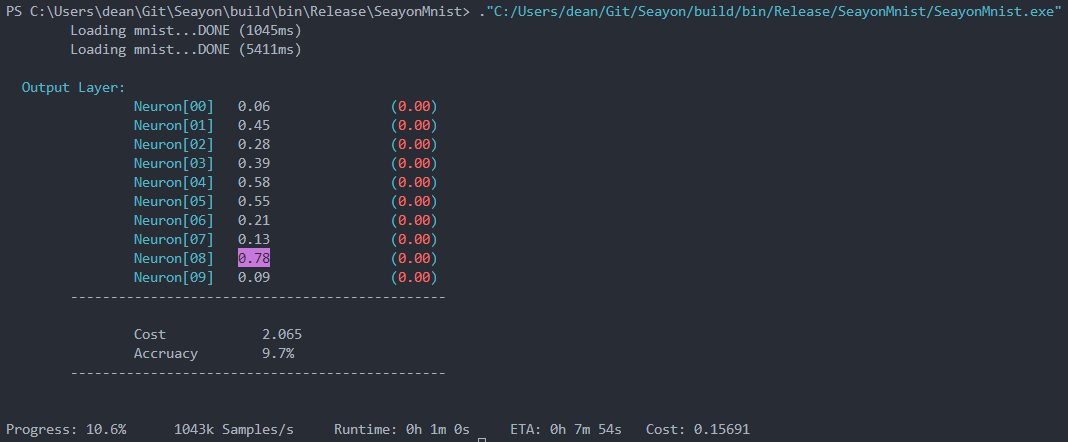 PS C:\Users\dean\Git\Seayon\build\bin\Release\SeayonMnist> ."C:/Users/dean/Git/Seayon/build/bin/Release/SeayonMnist/SeayonMnist.exe"
Loading mnist...DONE (1045ms)
Loading mnist...DONE (5411ms)
Output Layer:
Neuron[00] 0.06 (0.00)
Neuron[01] 0.45 (0.00)
Neuron[02] 0.28 (0.00)
Neuron[03] 0.39 (0.00)
Neuron[04] 0.58 (0.00)
Neuron[05] 0.55 (0.00)
Neuron[06] 0.21 (0.00)
Neuron[07] 0.13 (0.00)
Neuron[08] 0.78 (0.00)
Neuron[09] 0.09 (0.00)
-----------------------------------------------
Cost 2.065
Accruacy 9.7%
-----------------------------------------------
Progress: 10.6% 1043k Samples/s Runtime: 0h 1m 0s ETA: 0h 7m 54s Cost: 0.15691